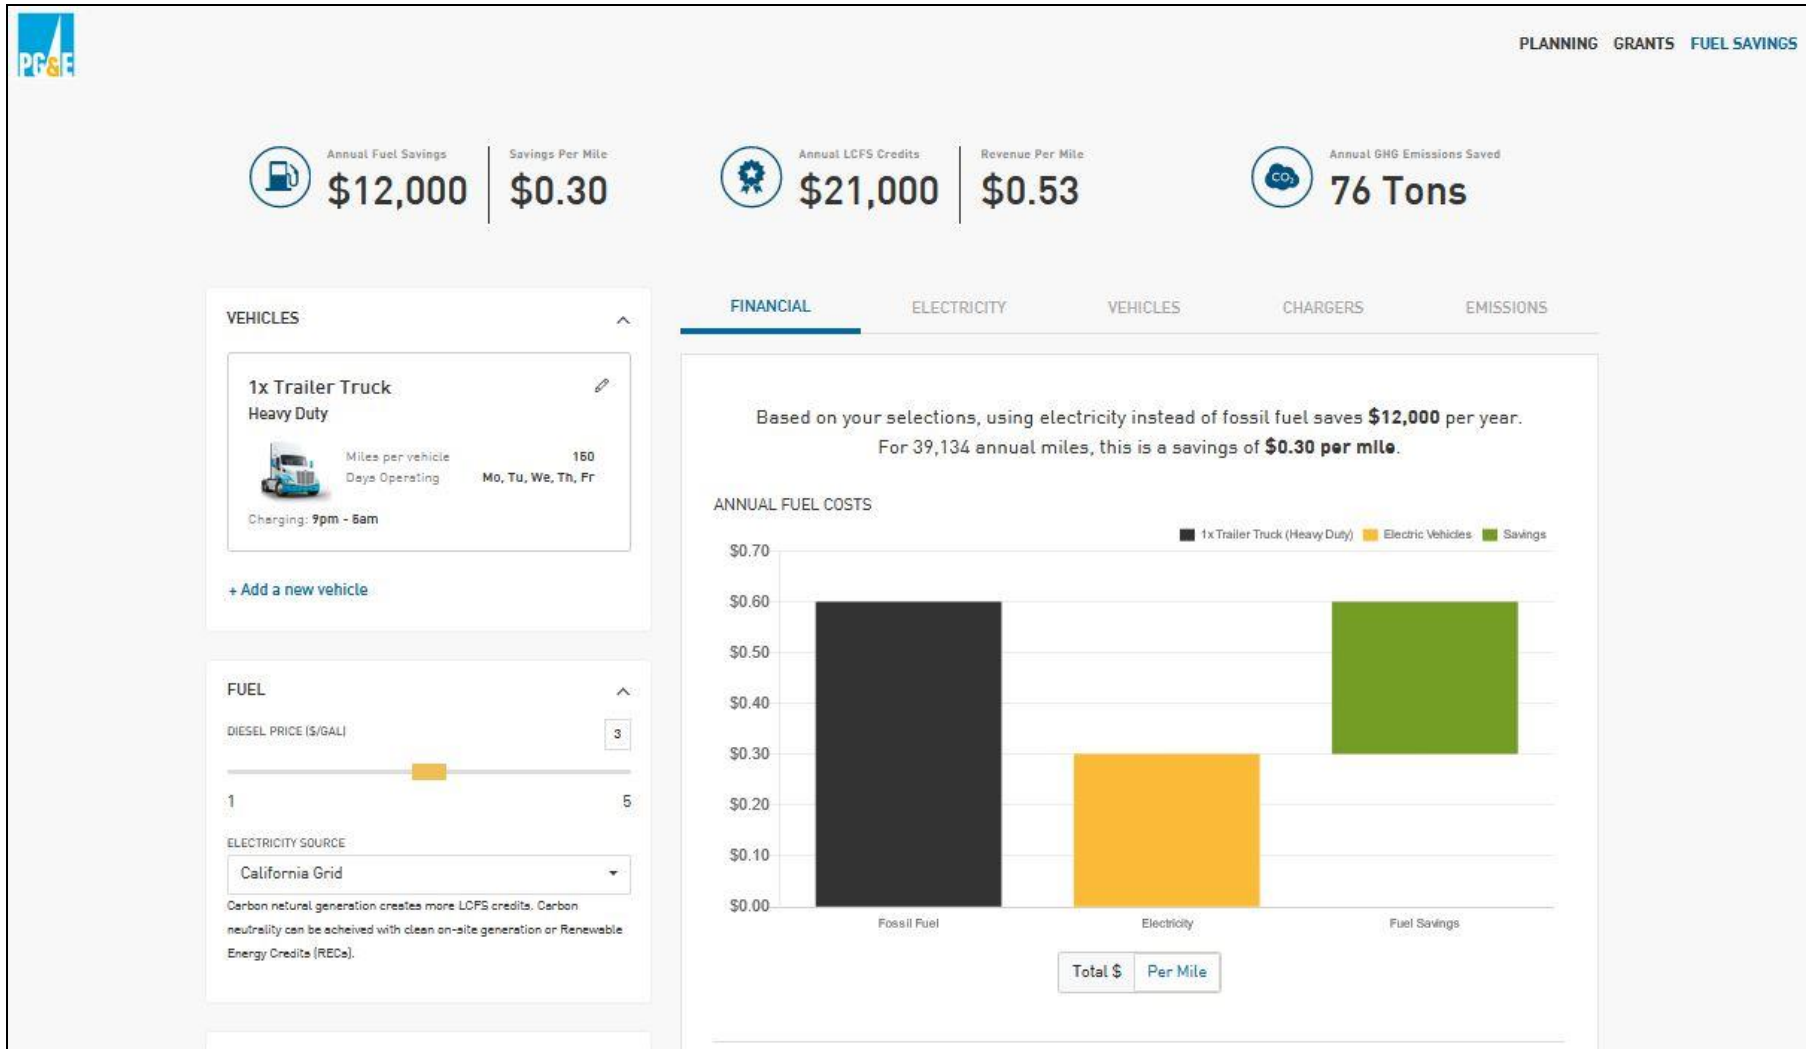 PG&E
PLANNING GRANTS FUEL SAVINGS
Annual Fuel Savings
$12,000
Savings Per Mile
$0.30
Annual LCFS Credits
$21,000
Revenue Per Mile
$0.53
CO2
Annual GHG Emissions Saved
76 Tons
VEHICLES
1x Trailer Truck
Heavy Duty
Miles per vehicle 150
Days Operating Mo, Tu, We, Th, Fr
Charging: 9pm - 5am
+ Add a new vehicle
FUEL
DIESEL PRICE ($/GAL) 3
1 5
ELECTRICITY SOURCE
California Grid
Carbon netural generation creates more LCFS credits. Carbon
neutrality can be acheived with clean on-site generation or Renewable
Energy Credits (RECs).
FINANCIAL ELECTRICITY VEHICLES CHARGERS EMISSIONS
Based on your selections, using electricity instead of fossil fuel saves $12,000 per year.
For 39,134 annual miles, this is a savings of $0.30 per mile.
ANNUAL FUEL COSTS
1x Trailer Truck (Heavy Duty) Electric Vehicles Savings
$0.70
$0.60
$0.50
$0.40
$0.30
$0.20
$0.10
$0.00
Fossil Fuel Electricity Fuel Savings
Total $ Per Mile